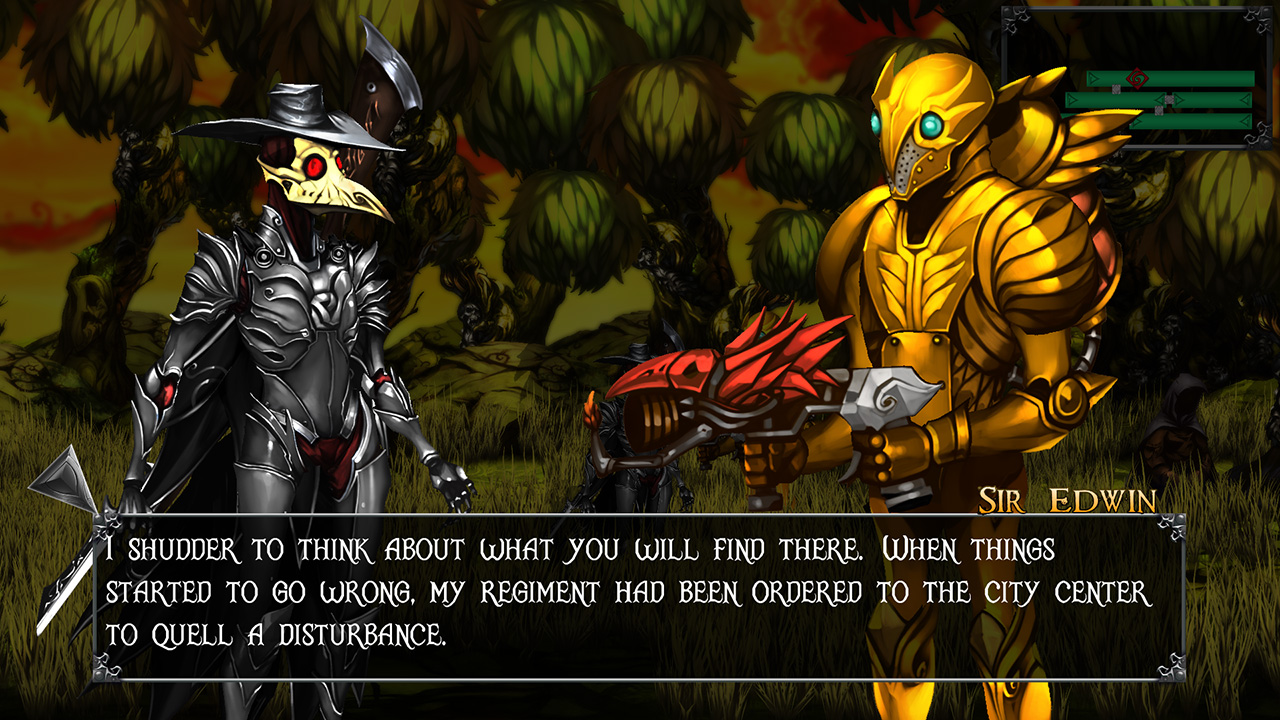 Sir Edwin
I shudder to think about what you will find there. When things
started to go wrong, my regiment had been ordered to the city center
to quell a disturbance.